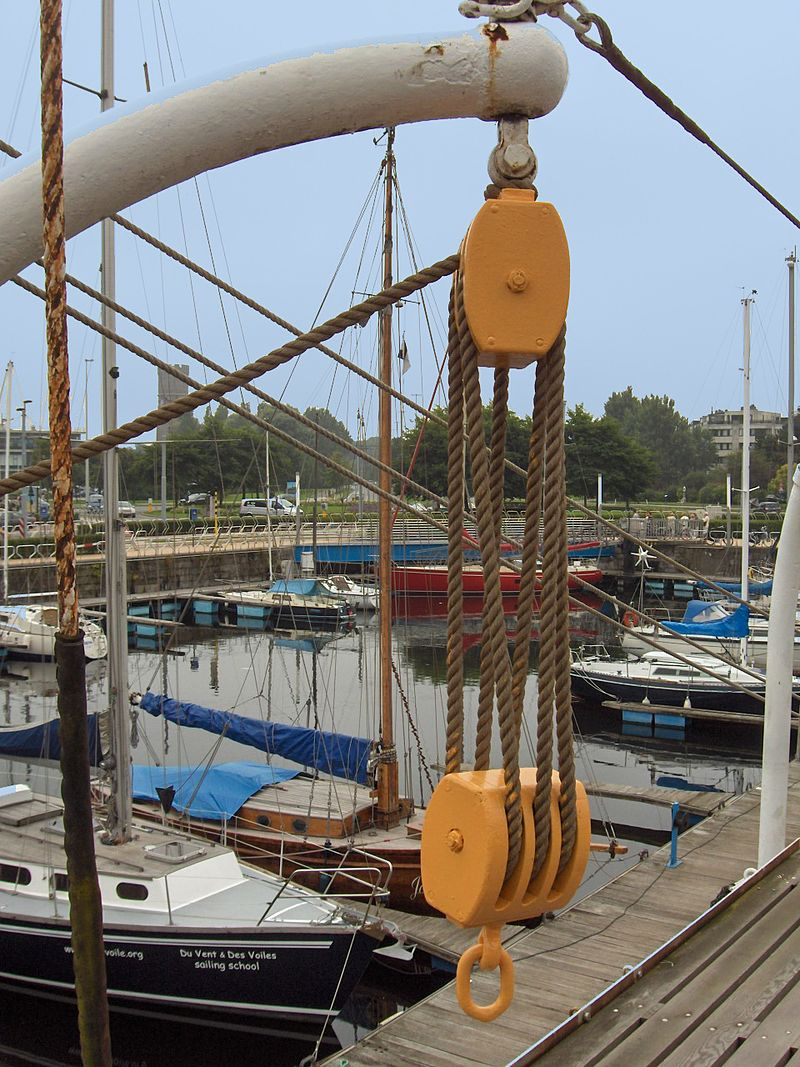 Du Vent & Des Voiles
sailing school
voile.org